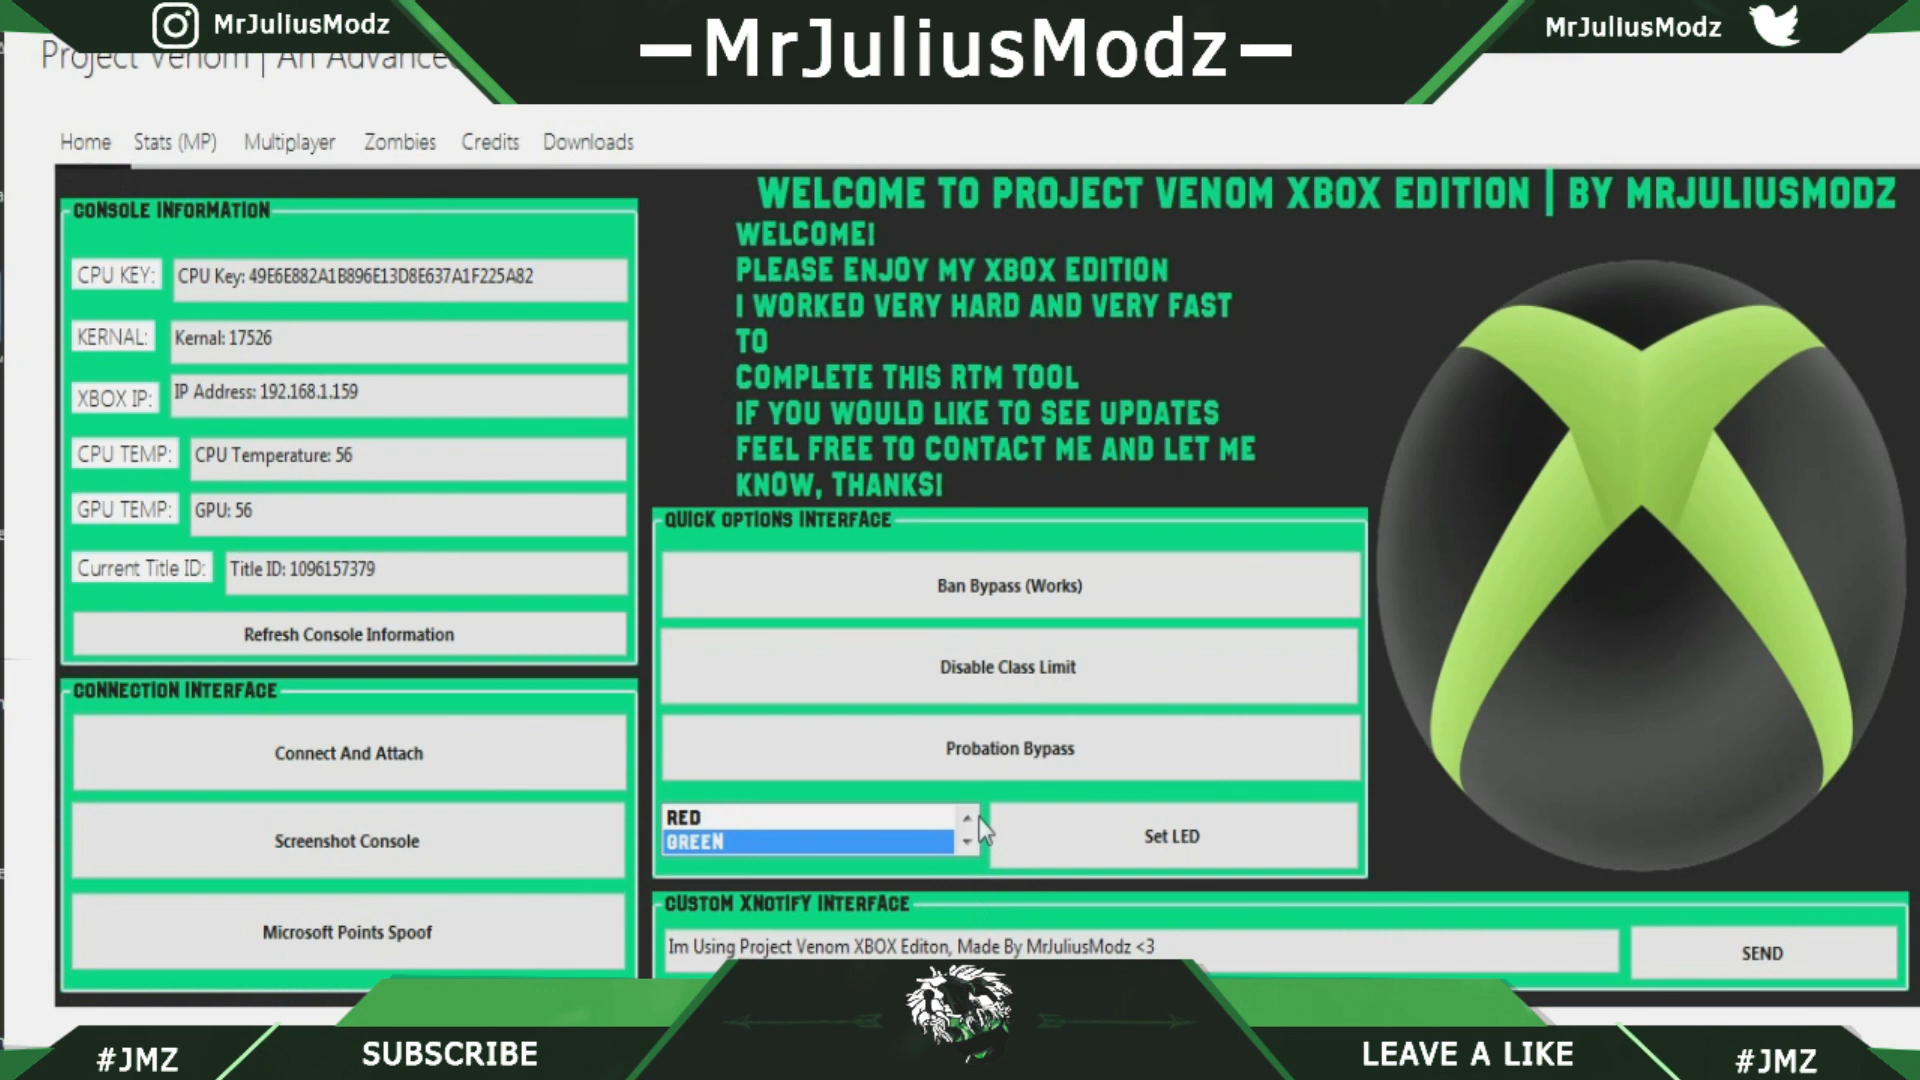 MrJuliusModz
—MrJuliusModz—
MrJuliusModz
Project Venom | An Advanced
Home Stats (MP) Multiplayer Zombies Credits Downloads
WELCOME TO PROJECT VENOM XBOX EDITION | BY MRJULIUSMODZ
WELCOME!
PLEASE ENJOY MY XBOX EDITION
I WORKED VERY HARD AND VERY FAST
TO
COMPLETE THIS RTM TOOL
IF YOU WOULD LIKE TO SEE UPDATES
FEEL FREE TO CONTACT ME AND LET ME
KNOW, THANKS!
CONSOLE INFORMATION
CPU KEY: CPU Key: 49E6E882A1B896E13D8E637A1F225A82
KERNAL: Kernal: 17526
XBOX IP: IP Address: 192.168.1.159
CPU TEMP: CPU Temperature: 56
GPU TEMP: GPU: 56
Current Title ID: Title ID: 1096157379
Refresh Console Information
CONNECTION INTERFACE
Connect And Attach
Screenshot Console
Microsoft Points Spoof
QUICK OPTIONS INTERFACE
Ban Bypass (Works)
Disable Class Limit
Probation Bypass
RED
GREEN
Set LED
CUSTOM XNOTIFY INTERFACE
Im Using Project Venom XBOX Editon, Made By MrJuliusModz <3
SEND
#JMZ
SUBSCRIBE
LEAVE A LIKE
#JMZ